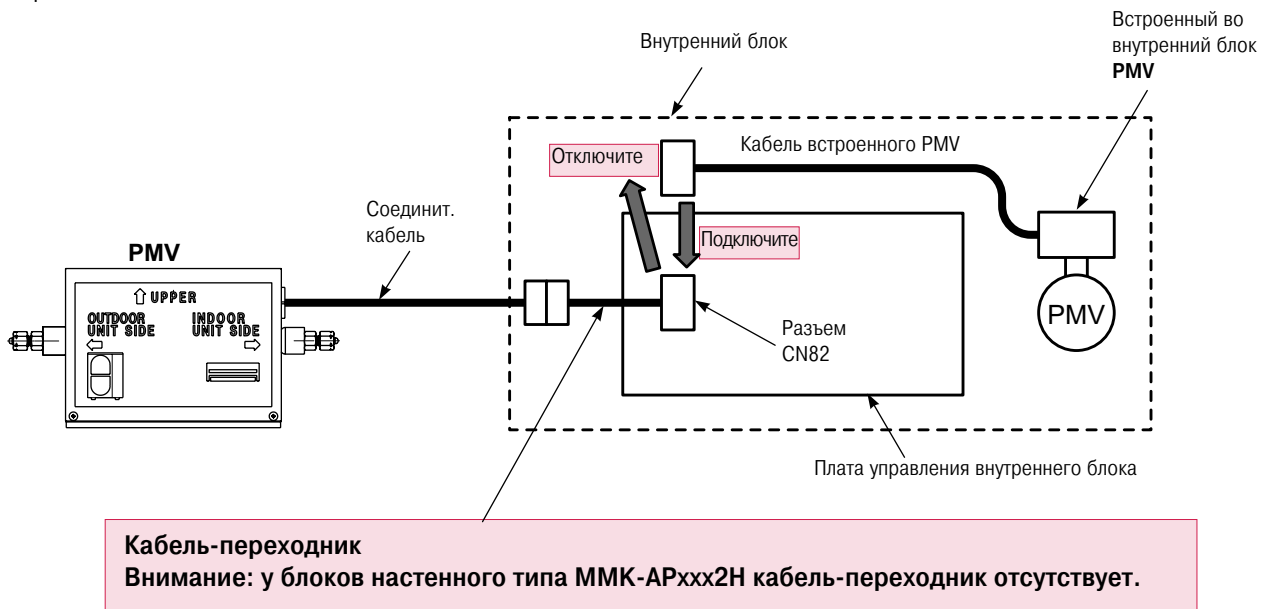 Встроенный во
внутренний блок
PMV
Внутренний блок
Кабель встроенного PMV
Отключите
Подключите
Соединит.
кабель
PMV
UPPER
OUTDOOR
UNIT SIDE
INDOOR
UNIT SIDE
PMV
Разъем
CN82
Плата управления внутреннего блока
Кабель-переходник
Внимание: у блоков настенного типа MMK-APxxx2H кабель-переходник отсутствует.